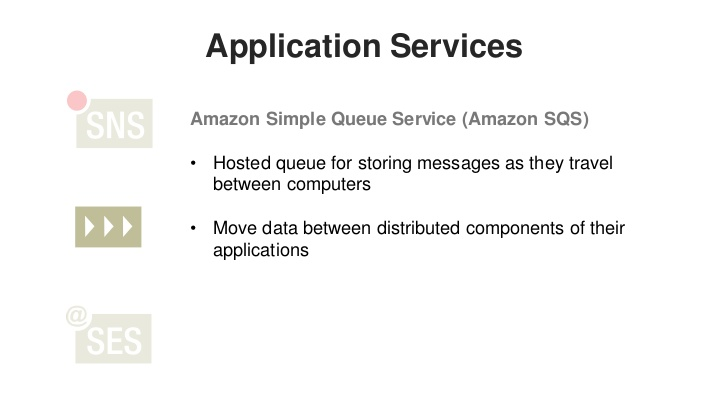 Application Services
SNS
Amazon Simple Queue Service (Amazon SQS)
• Hosted queue for storing messages as they travel
between computers
• Move data between distributed components of their
applications
@
SES